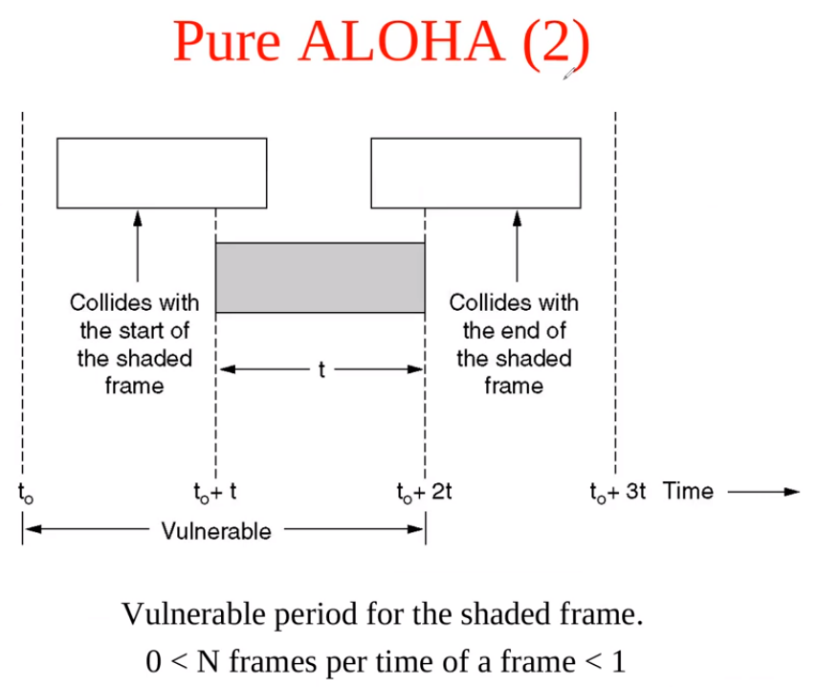 Pure ALOHA (2)
Collides with
the start of
the shaded
frame
Collides with
the end of
the shaded
frame
t
t₀
t₀+ t
t₀+ 2t
t₀+ 3t
Time
Vulnerable
Vulnerable period for the shaded frame.
0 < N frames per time of a frame < 1